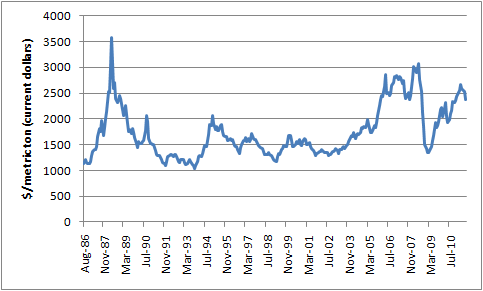 $/metricton (current dollars)
4000
3500
3000
2500
2000
1500
1000
500
0
Aug-86
Nov-87
Mar-89
Jul-90
Nov-91
Mar-93
Jul-94
Nov-95
Mar-97
Jul-98
Nov-99
Mar-01
Jul-02
Nov-03
Mar-05
Jul-06
Nov-07
Mar-09
Jul-10